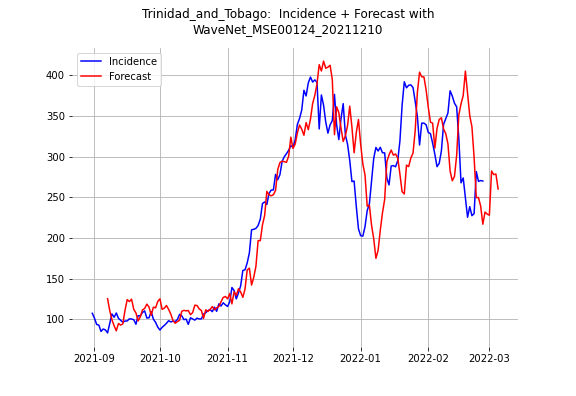 Trinidad_and_Tobago:  Incidence + Forecast with
WaveNet_MSE00124_20211210
Incidence
Forecast
400
350
300
250
200
150
100
2021-09 2021-10 2021-11 2021-12 2022-01 2022-02 2022-03